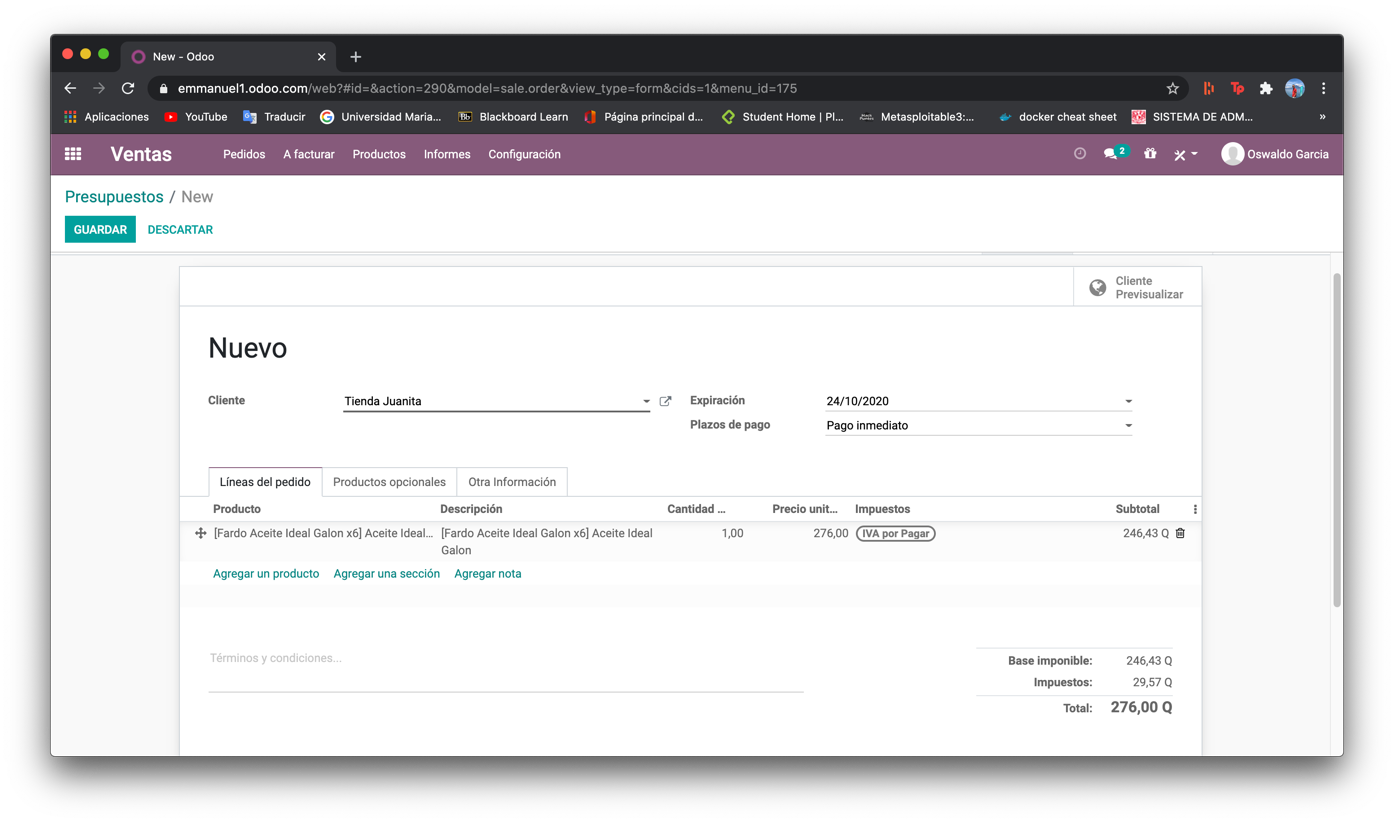 New - Odoo
emmanuel1.odoo.com/web?#id=&action=290&model=sale.order&view_type=form&cids=1&menu_id=175
Aplicaciones YouTube Traducir Universidad Maria... Bb Blackboard Learn Página principal d... Student Home | Pl... Metasploitable3:... docker cheat sheet SISTEMA DE ADM... »
Ventas Pedidos A facturar Productos Informes Configuración 2 Oswaldo Garcia
Presupuestos / New
GUARDAR DESCARTAR
Cliente
Previsualizar
Nuevo
Cliente Tienda Juanita Expiración 24/10/2020
Plazos de pago Pago inmediato
Líneas del pedido Productos opcionales Otra Información
Producto Descripción Cantidad ... Precio unit... Impuestos Subtotal
[Fardo Aceite Ideal Galon x6] Aceite Ideal... [Fardo Aceite Ideal Galon x6] Aceite Ideal 1,00 276,00 IVA por Pagar 246,43 Q
Galon
Agregar un producto Agregar una sección Agregar nota
Términos y condiciones...
Base imponible: 246,43 Q
Impuestos: 29,57 Q
Total: 276,00 Q